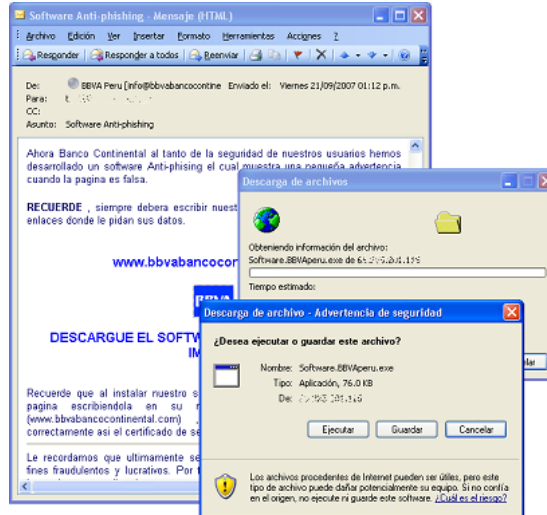 Software Anti-phishing - Mensaje (HTML)
Archivo Edición Ver Insertar Formato Herramientas Acciones ?
Responder Responder a todos Reenviar
De: BBVA Peru [info@bbvabancocontine Enviado el: Viernes 21/09/2007 01:12 p.m.
Para:
CC:
Asunto: Software Anti-phishing
Ahora Banco Continental al tanto de la seguridad de nuestros usuarios hemos
desarrollado un software Anti-phising el cual muestra una pequeña advertencia
cuando la pagina es falsa.
RECUERDE , siempre debera escribir nuest
enlaces donde le pidan sus datos.
www.bbvabancocor
BBVA
DESCARGUE EL SOFTW
IM
Recuerde que al instalar nuestro s
pagina escribiendola en su
(www.bbvabancocontinental.com) ,
correctamente asi el certificado de se
Le recordamos que ultimamente se
fines fraudulentos y lucrativos. Por
Descarga de archivos
Obteniendo información del archivo:
Software.BBVAperu.exe de
Tiempo estimado:
elar
Descarga de archivo - Advertencia de seguridad
¿Desea ejecutar o guardar este archivo?
Nombre: Software.BBVAperu.exe
Tipo: Aplicación, 76.0 KB
De:
Ejecutar Guardar Cancelar
Los archivos procedentes de Internet pueden ser útiles, pero este
tipo de archivo puede dañar potencialmente su equipo. Si no confía
en el origen, no ejecute ni guarde este software. ¿Cuál es el riesgo?